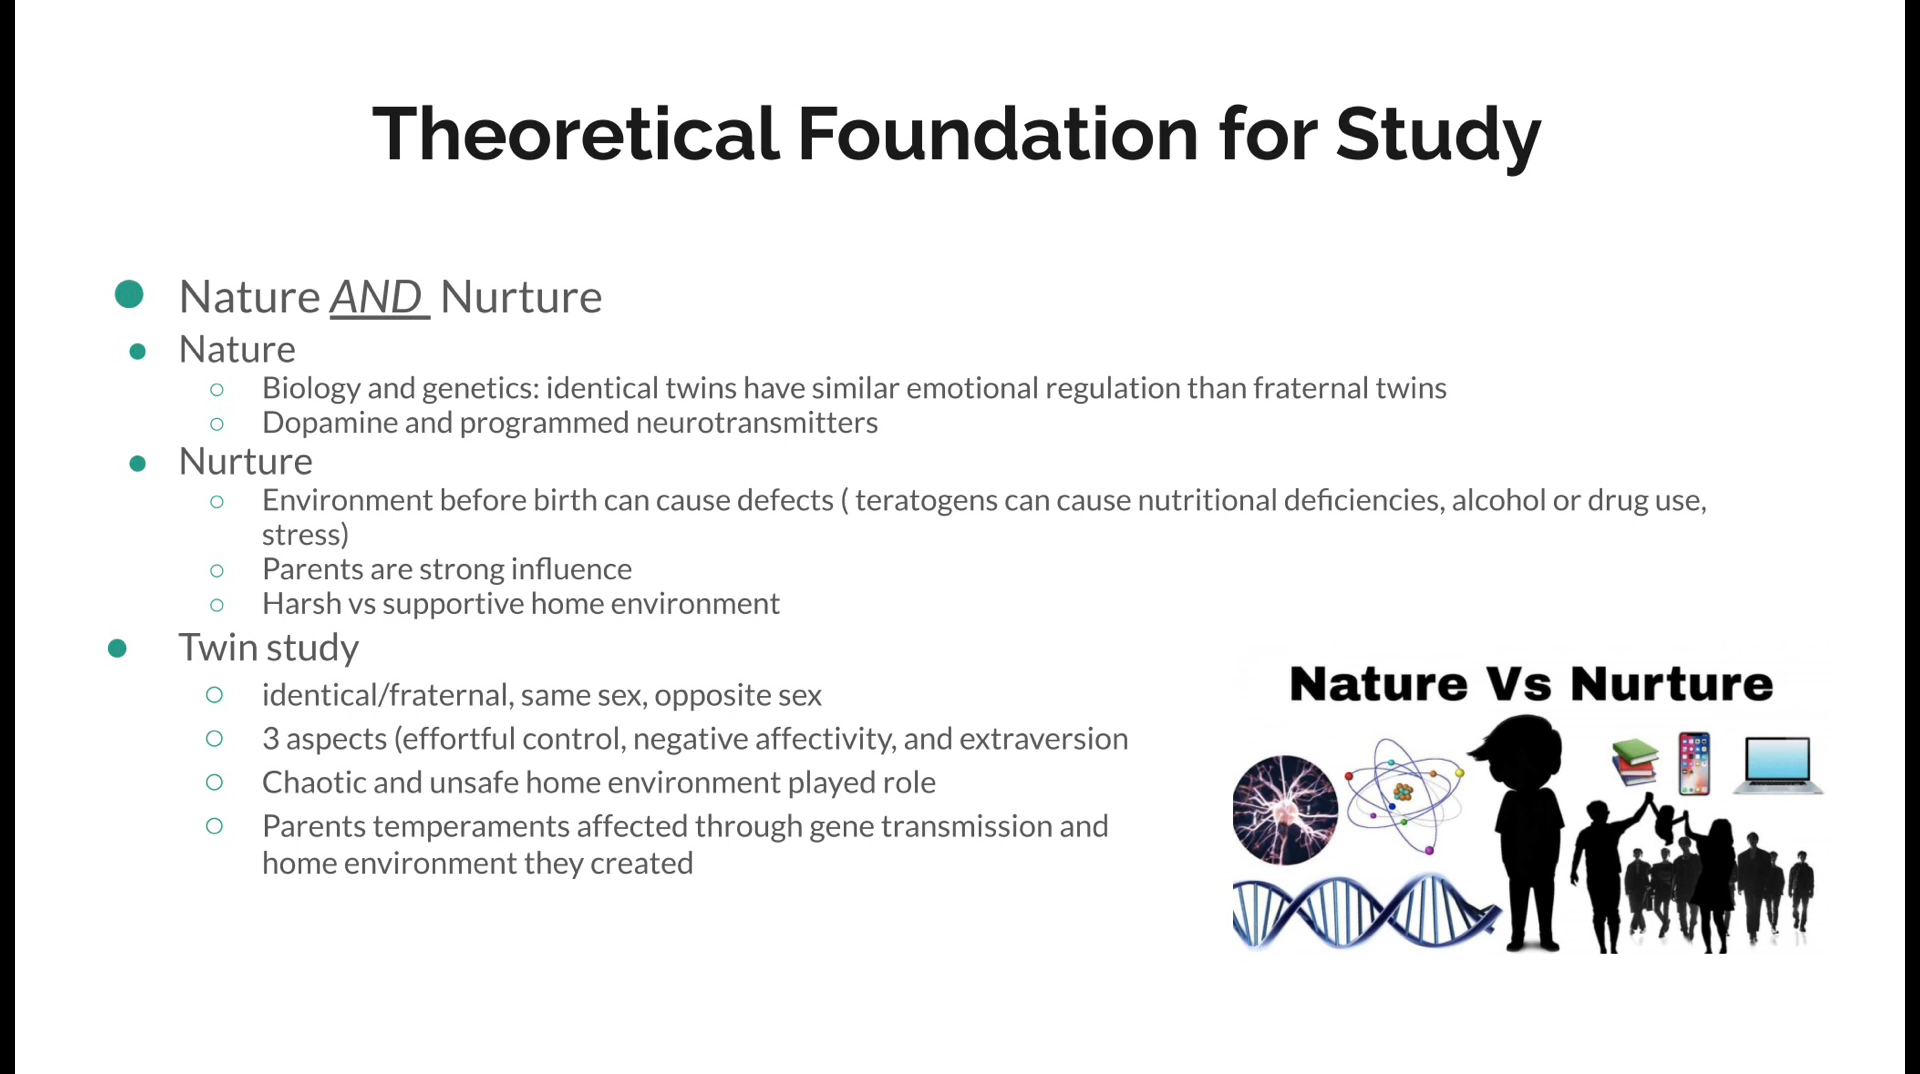 Theoretical Foundation for Study
Nature AND Nurture
Nature
Biology and genetics: identical twins have similar emotional regulation than fraternal twins
Dopamine and programmed neurotransmitters
Nurture
Environment before birth can cause defects ( teratogens can cause nutritional deficiencies, alcohol or drug use,
stress)
Parents are strong influence
Harsh vs supportive home environment
Twin study
identical/fraternal, same sex, opposite sex
3 aspects (effortful control, negative affectivity, and extraversion
Chaotic and unsafe home environment played role
Parents temperaments affected through gene transmission and
home environment they created
Nature Vs Nurture